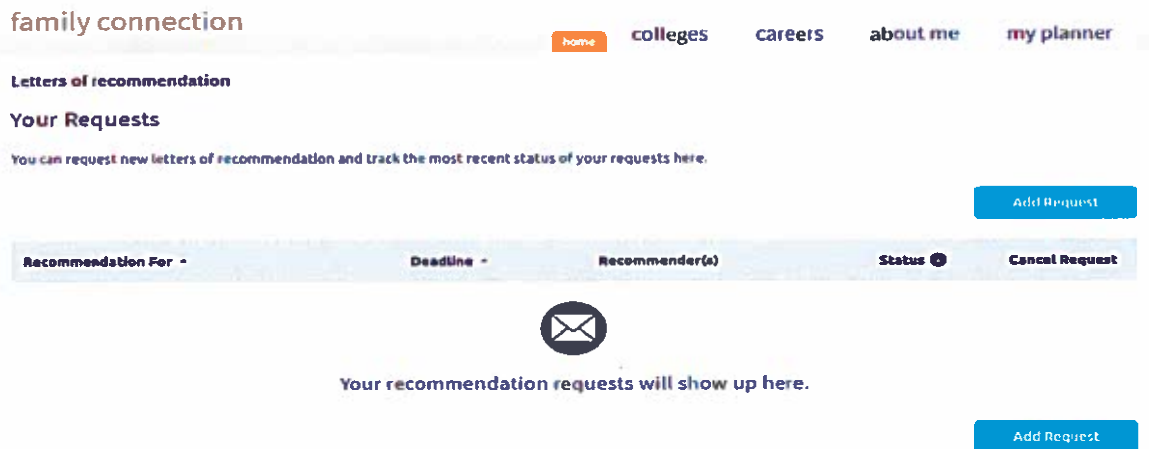 family connection
home colleges careers about me my planner
Letters of recommendation
Your Requests
You can request new letters of recommendation and track the most recent status of your requests here.
Add Request
Recommendation For - Deadline - Recommender(s) Status Cancel Request
Your recommendation requests will show up here.
Add Request